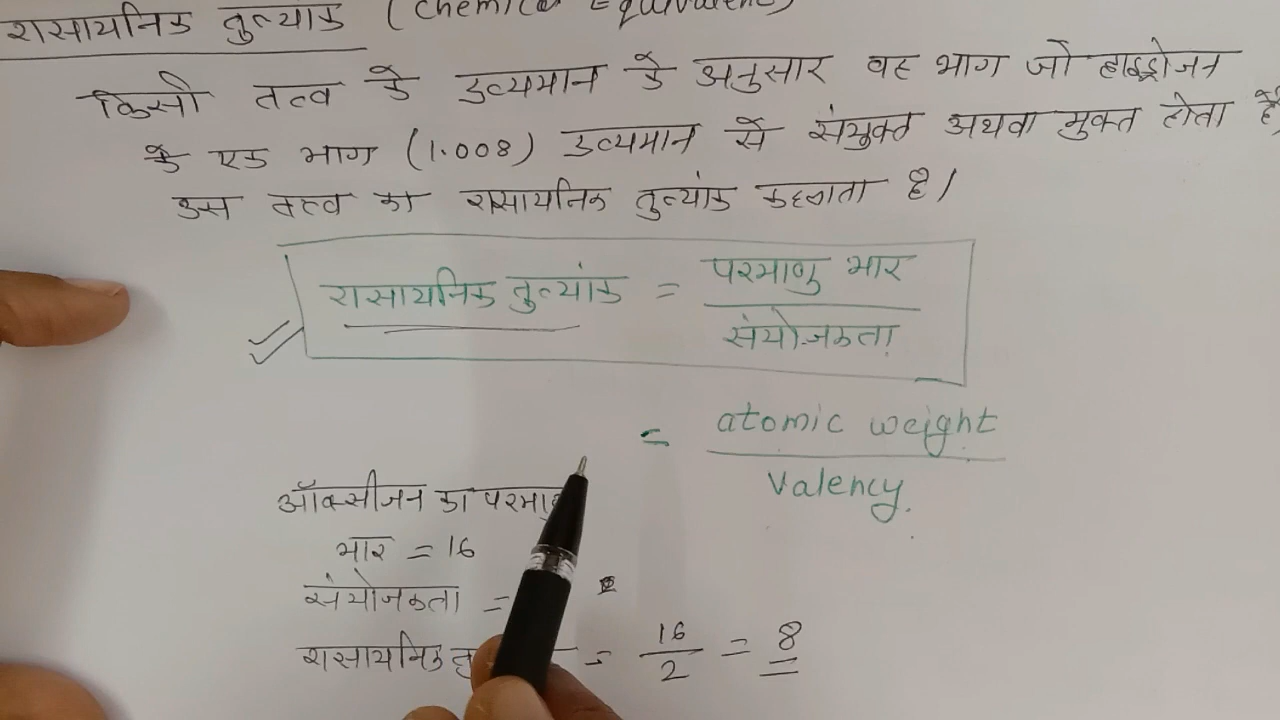 रासायनिक तुल्यांक (Chemical Equivalent)
किसी तत्व के द्रव्यमान के अनुसार वह भाग जो हाइड्रोजन
के एक भाग (1.008) द्रव्यमान से संयुक्त अथवा मुक्त होता है,
उस तत्व का रासायनिक तुल्यांक कहलाता है।
रासायनिक तुल्यांक = परमाणु भार / संयोजकता
= atomic weight / Valency.
ऑक्सीजन का परमाणु
भार = 16
संयोजकता =
रासायनिक = 16/2 = 8